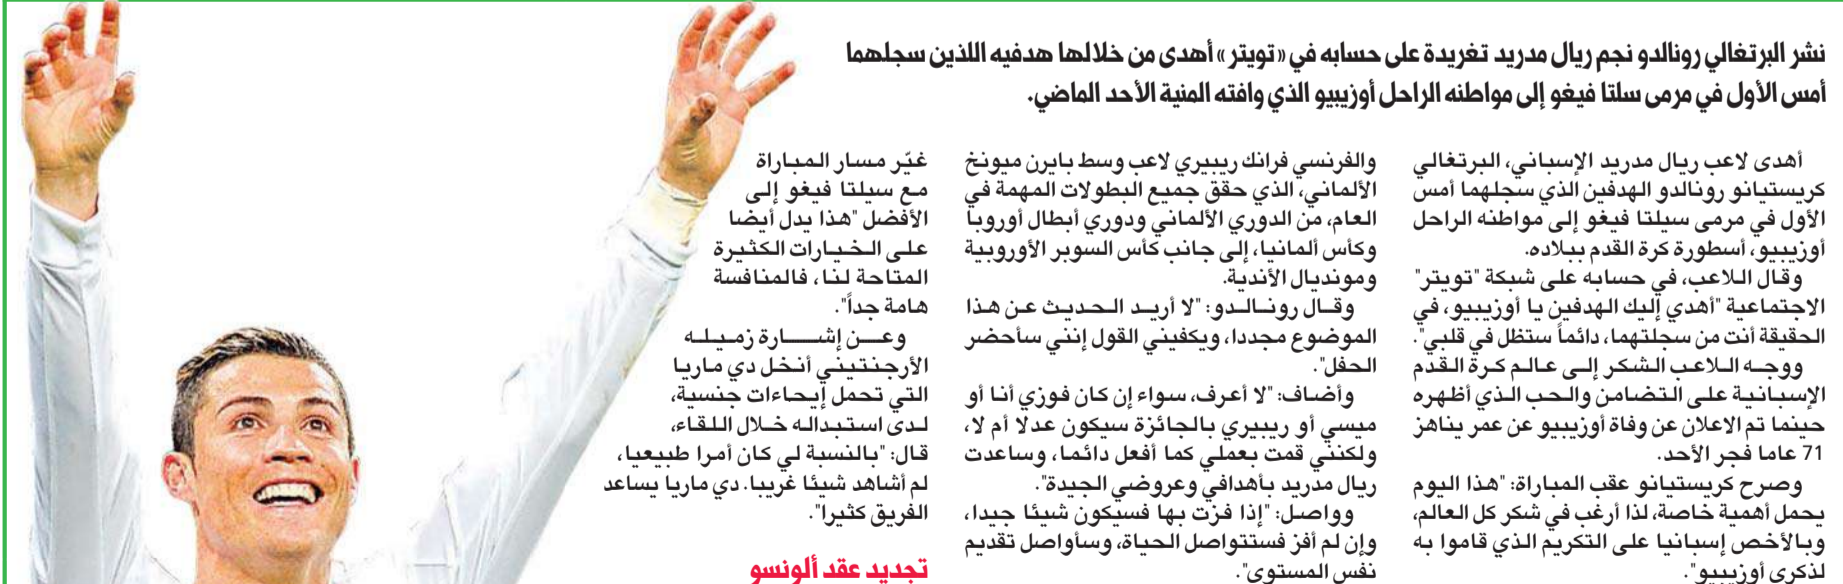 نشر البرتغالي رونالدو نجم ريال مدريد تغريدة على حسابه في «تويتر» أهدى من خلالها هدفيه اللذين سجلهما
أمس الأول في مرمى سلتا فيغو إلى مواطنه الراحل أوزيبيو الذي وافته المنية الأحد الماضي.
أهدى لاعب ريال مدريد الإسباني، البرتغالي
كريستيانو رونالدو الهدفين الذي سجلهما أمس
الأول في مرمى سيلتا فيغو إلى مواطنه الراحل
أوزيبيو، أسطورة كرة القدم ببلاده.
وقال اللاعب، في حسابه على شبكة "تويتر"
الاجتماعية "أهدي إليك الهدفين يا أوزيبيو، في
الحقيقة أنت من سجلتهما، دائماً ستظل في قلبي".
ووجه اللاعب الشكر إلى عالم كرة القدم
الإسبانية على التضامن والحب الذي أظهره
حينما تم الاعلان عن وفاة أوزيبيو عن عمر يناهز
71 عاما فجر الأحد.
وصرح كريستيانو عقب المباراة: "هذا اليوم
يحمل أهمية خاصة، لذا أرغب في شكر كل العالم،
وبالأخص إسبانيا على التكريم الذي قاموا به
لذكرى أوزيبيو".
والفرنسي فرانك ريبيري لاعب وسط بايرن ميونخ
الألماني، الذي حقق جميع البطولات المهمة في
العام، من الدوري الألماني ودوري أبطال أوروبا
وكأس ألمانيا، إلى جانب كأس السوبر الأوروبية
ومونديال الأندية.
وقال رونالدو: "لا أريد الحديث عن هذا
الموضوع مجددا، ويكفيني القول إنني سأحضر
الحفل".
وأضاف: "لا أعرف، سواء إن كان فوزي أنا أو
ميسي أو ريبيري بالجائزة سيكون عدلا أم لا،
ولكنني قمت بعملي كما أفعل دائما، وساعدت
ريال مدريد بأهدافي وعروضي الجيدة".
وواصل: "إذا فزت بها فسيكون شيئا جيدا،
وإن لم أفز فستتواصل الحياة، وسأواصل تقديم
نفس المستوى".
غيّر مسار المباراة
مع سيلتا فيغو إلى
الأفضل "هذا يدل أيضا
على الخيارات الكثيرة
المتاحة لنا، فالمنافسة
هامة جداً".
وعن إشارة زميله
الأرجنتيني أنخل دي ماريا
التي تحمل إيحاءات جنسية،
لدى استبداله خلال اللقاء،
قال: "بالنسبة لي كان أمرا طبيعيا،
لم أشاهد شيئا غريبا. دي ماريا يساعد
الفريق كثيرا".
تجديد عقد ألونسو